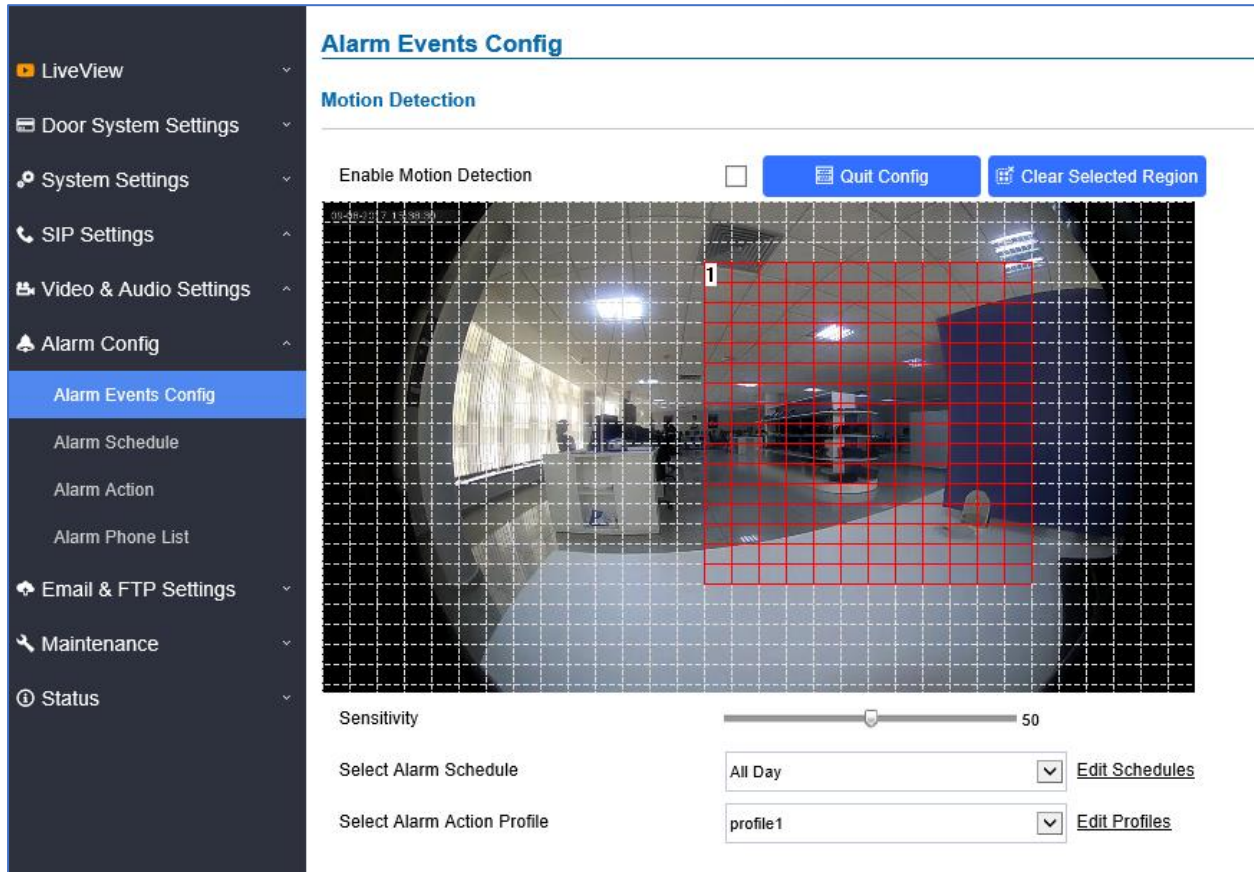 Alarm Events Config
LiveView
Motion Detection
Door System Settings
Enable Motion Detection
Quit Config
Clear Selected Region
System Settings
SIP Settings
1
Video & Audio Settings
Alarm Config
Alarm Events Config
Alarm Schedule
Alarm Action
Alarm Phone List
Email & FTP Settings
Maintenance
Status
Sensitivity
50
Select Alarm Schedule
All Day
Edit Schedules
Select Alarm Action Profile
profile1
Edit Profiles